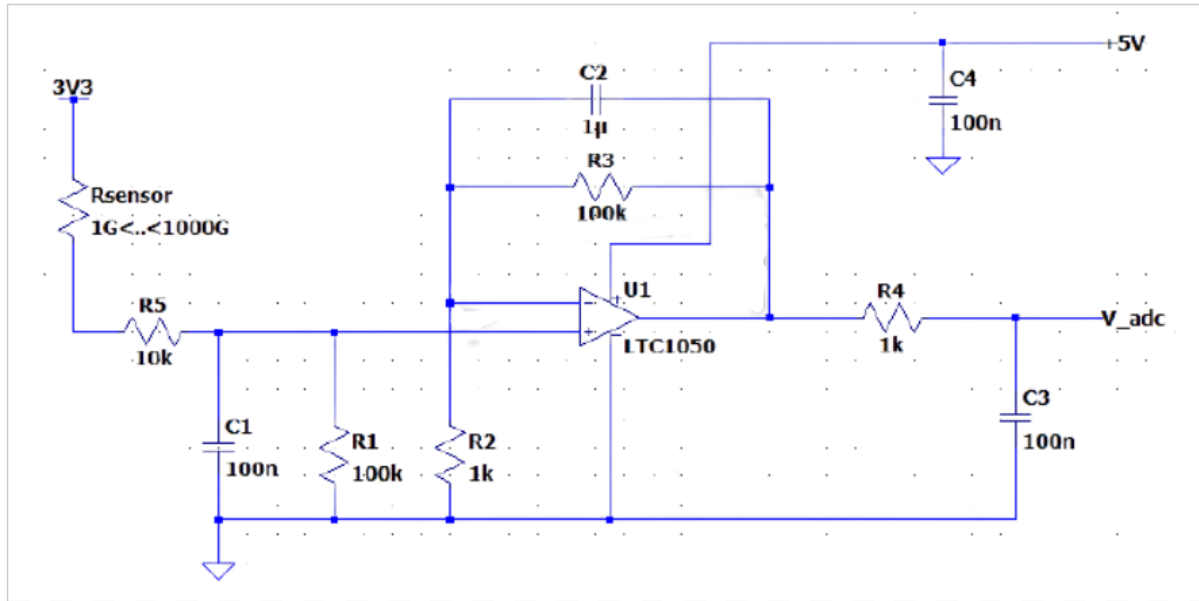 +5V
C4
100n
C2
1µ
3V3
R3
100k
Rsensor
1G<..<1000G
U1
R5
10k
LTC1050
R4
1k
V_adc
C1
100n
R1
100k
R2
1k
C3
100n